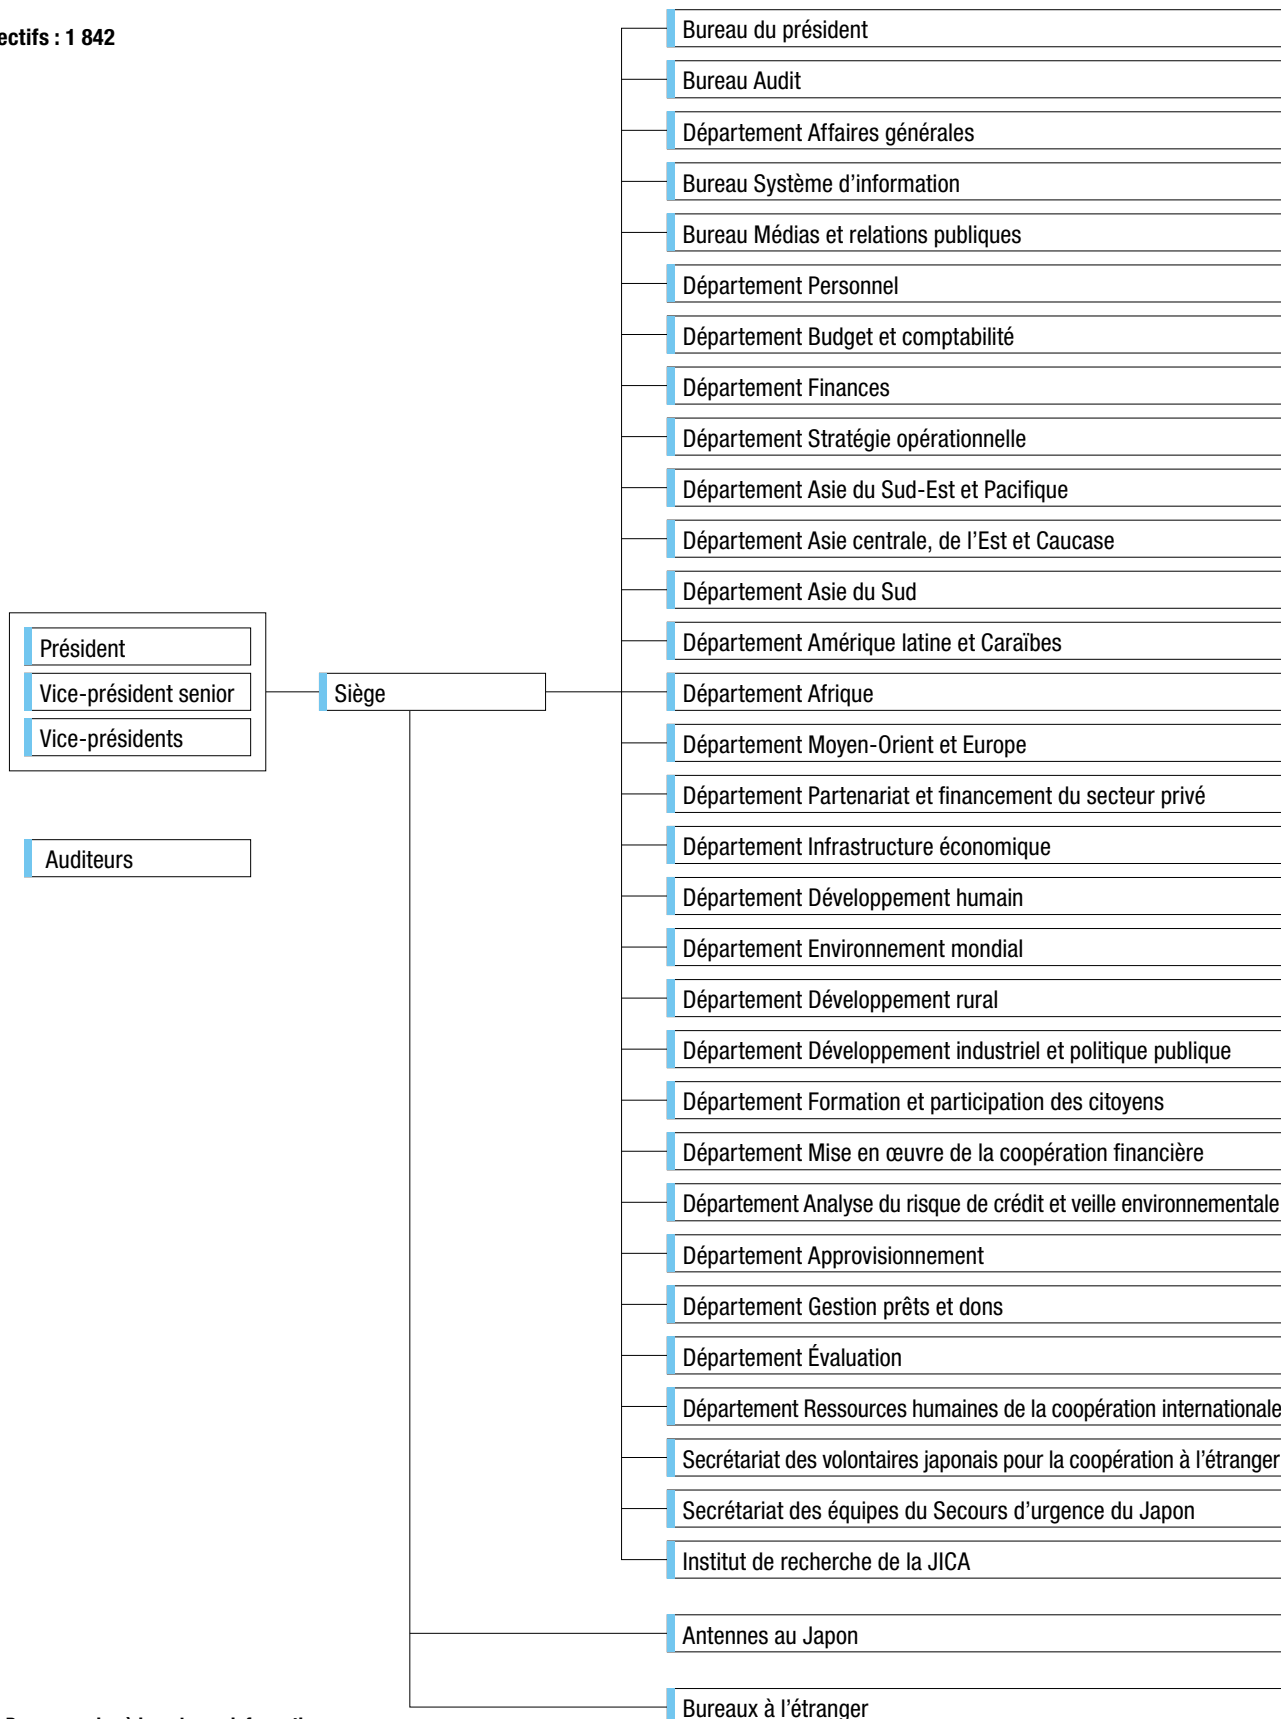 ectifs : 1 842
Bureau du président
Bureau Audit
Département Affaires générales
Bureau Système d’information
Bureau Médias et relations publiques
Département Personnel
Département Budget et comptabilité
Département Finances
Département Stratégie opérationnelle
Département Asie du Sud-Est et Pacifique
Département Asie centrale, de l’Est et Caucase
Département Asie du Sud
Département Amérique latine et Caraïbes
Département Afrique
Département Moyen-Orient et Europe
Département Partenariat et financement du secteur privé
Département Infrastructure économique
Département Développement humain
Département Environnement mondial
Département Développement rural
Département Développement industriel et politique publique
Département Formation et participation des citoyens
Département Mise en œuvre de la coopération financière
Département Analyse du risque de crédit et veille environnementale
Département Approvisionnement
Département Gestion prêts et dons
Département Évaluation
Département Ressources humaines de la coopération internationale
Secrétariat des volontaires japonais pour la coopération à l’étranger
Secrétariat des équipes du Secours d’urgence du Japon
Institut de recherche de la JICA
Président
Vice-président senior
Vice-présidents
Siège
Auditeurs
Antennes au Japon
Bureaux à l’étranger